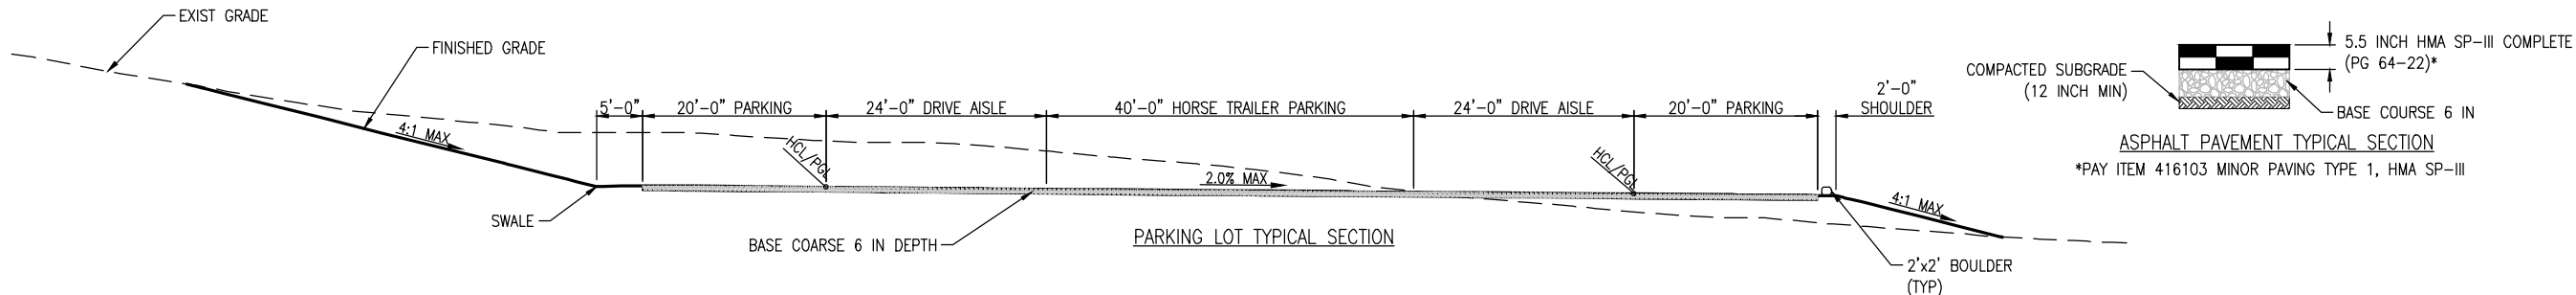 EXIST GRADE
FINISHED GRADE
4:1 MAX
5'-0"
20'-0" PARKING
24'-0" DRIVE AISLE
40'-0" HORSE TRAILER PARKING
24'-0" DRIVE AISLE
20'-0" PARKING
2'-0"
SHOULDER
HCL/PGL
2.0% MAX
HCL/PGL
4:1 MAX
SWALE
BASE COARSE 6 IN DEPTH
2'x2' BOULDER
(TYP)
PARKING LOT TYPICAL SECTION
5.5 INCH HMA SP-III COMPLETE
(PG 64-22)*
COMPACTED SUBGRADE
(12 INCH MIN)
BASE COURSE 6 IN
ASPHALT PAVEMENT TYPICAL SECTION
*PAY ITEM 416103 MINOR PAVING TYPE 1, HMA SP-III